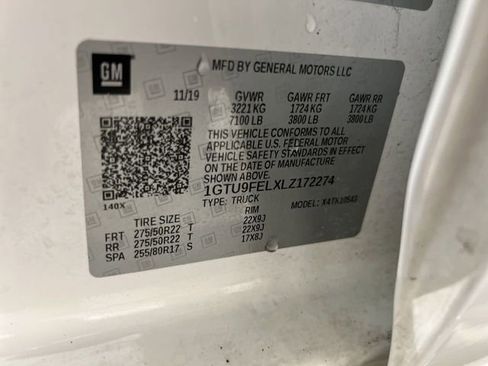 GM
MFD BY GENERAL MOTORS LLC
11/19 GVWR GAWR FRT GAWR RR
3221 KG 1724 KG 1724 KG
7100 LB 3800 LB 3800 LB
THIS VEHICLE CONFORMS TO ALL
APPLICABLE U.S. FEDERAL MOTOR
VEHICLE SAFETY STANDARDS IN
EFFECT ON THE DATE OF MANUFACTURE
SHOWN ABOVE.
1GTU9FELXLZ172274
140X
TYPE: TRUCK MODEL: X4TK10543
TIRE SIZE RIM
FRT 275/50R22 T 22X9J
RR 275/50R22 T 22X9J
SPA 255/80R17 S 17X8J